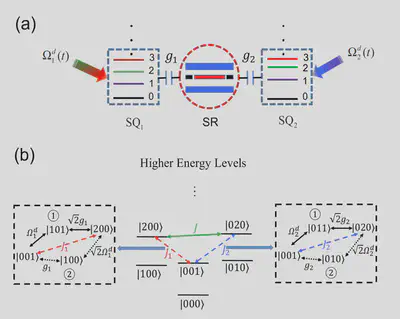 (a)
Ω₁ᵈ(t)
3
2
1
0
SQ₁
g₁
SR
g₂
3
2
1
0
SQ₂
Ω₂ᵈ(t)
(b)
Higher Energy Levels
①
|101⟩ √2g₁ |200⟩
Ω₁ᵈ J₁ √2Ω₁ᵈ
|001⟩ g₁ |100⟩
②
|200⟩ J |020⟩
J₁ J₂
|100⟩ |001⟩ |010⟩
|000⟩
①
|011⟩ √2g₂ |020⟩
Ω₂ᵈ J₂ √2Ω₂ᵈ
|001⟩ g₂ |010⟩
②